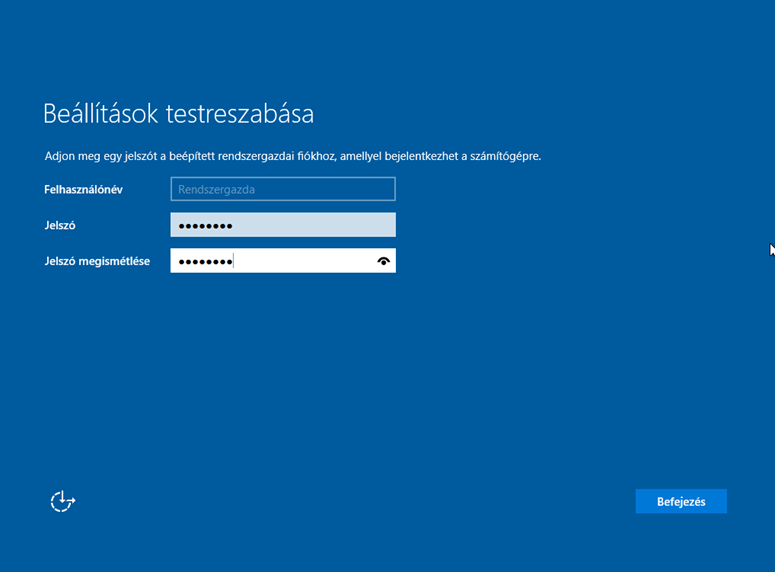 Beállítások testreszabása
Adjon meg egy jelszót a beépített rendszergazdai fiókhoz, amellyel bejelentkezhet a számítógépre.
Felhasználónév Rendszergazda
Jelszó ••••••••
Jelszó megismétlése ••••••••
Befejezés